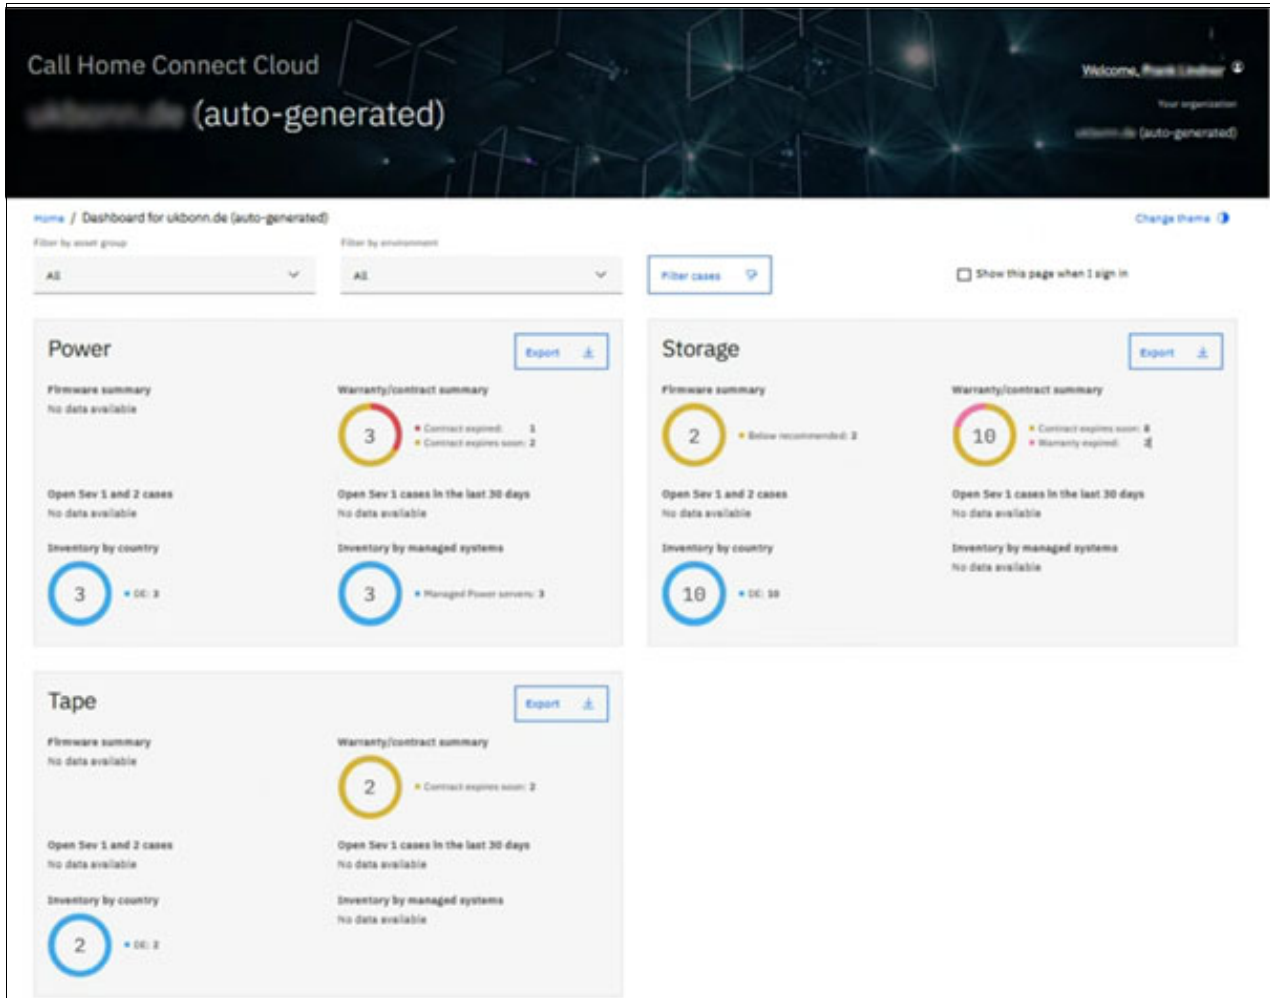 Call Home Connect Cloud
(auto-generated)
Welcome,
Your organization
(auto-generated)
Home / Dashboard for ukbonn.de (auto-generated)
Change theme
Filter by asset group
Filter by environment
All
All
Filter cases
Show this page when I sign in
Power
Export
Firmware summary
No data available
Warranty/contract summary
3
Contract expired: 1
Contract expires soon: 2
Open Sev 1 and 2 cases
No data available
Open Sev 1 cases in the last 30 days
No data available
Inventory by country
3
DE: 3
Inventory by managed systems
3
Managed Power servers: 3
Storage
Export
Firmware summary
2
Below recommended: 2
Warranty/contract summary
10
Contract expires soon: 8
Warranty expired: 2
Open Sev 1 and 2 cases
No data available
Open Sev 1 cases in the last 30 days
No data available
Inventory by country
10
DE: 10
Inventory by managed systems
No data available
Tape
Export
Firmware summary
No data available
Warranty/contract summary
2
Contract expires soon: 2
Open Sev 1 and 2 cases
No data available
Open Sev 1 cases in the last 30 days
No data available
Inventory by country
2
DE: 2
Inventory by managed systems
No data available